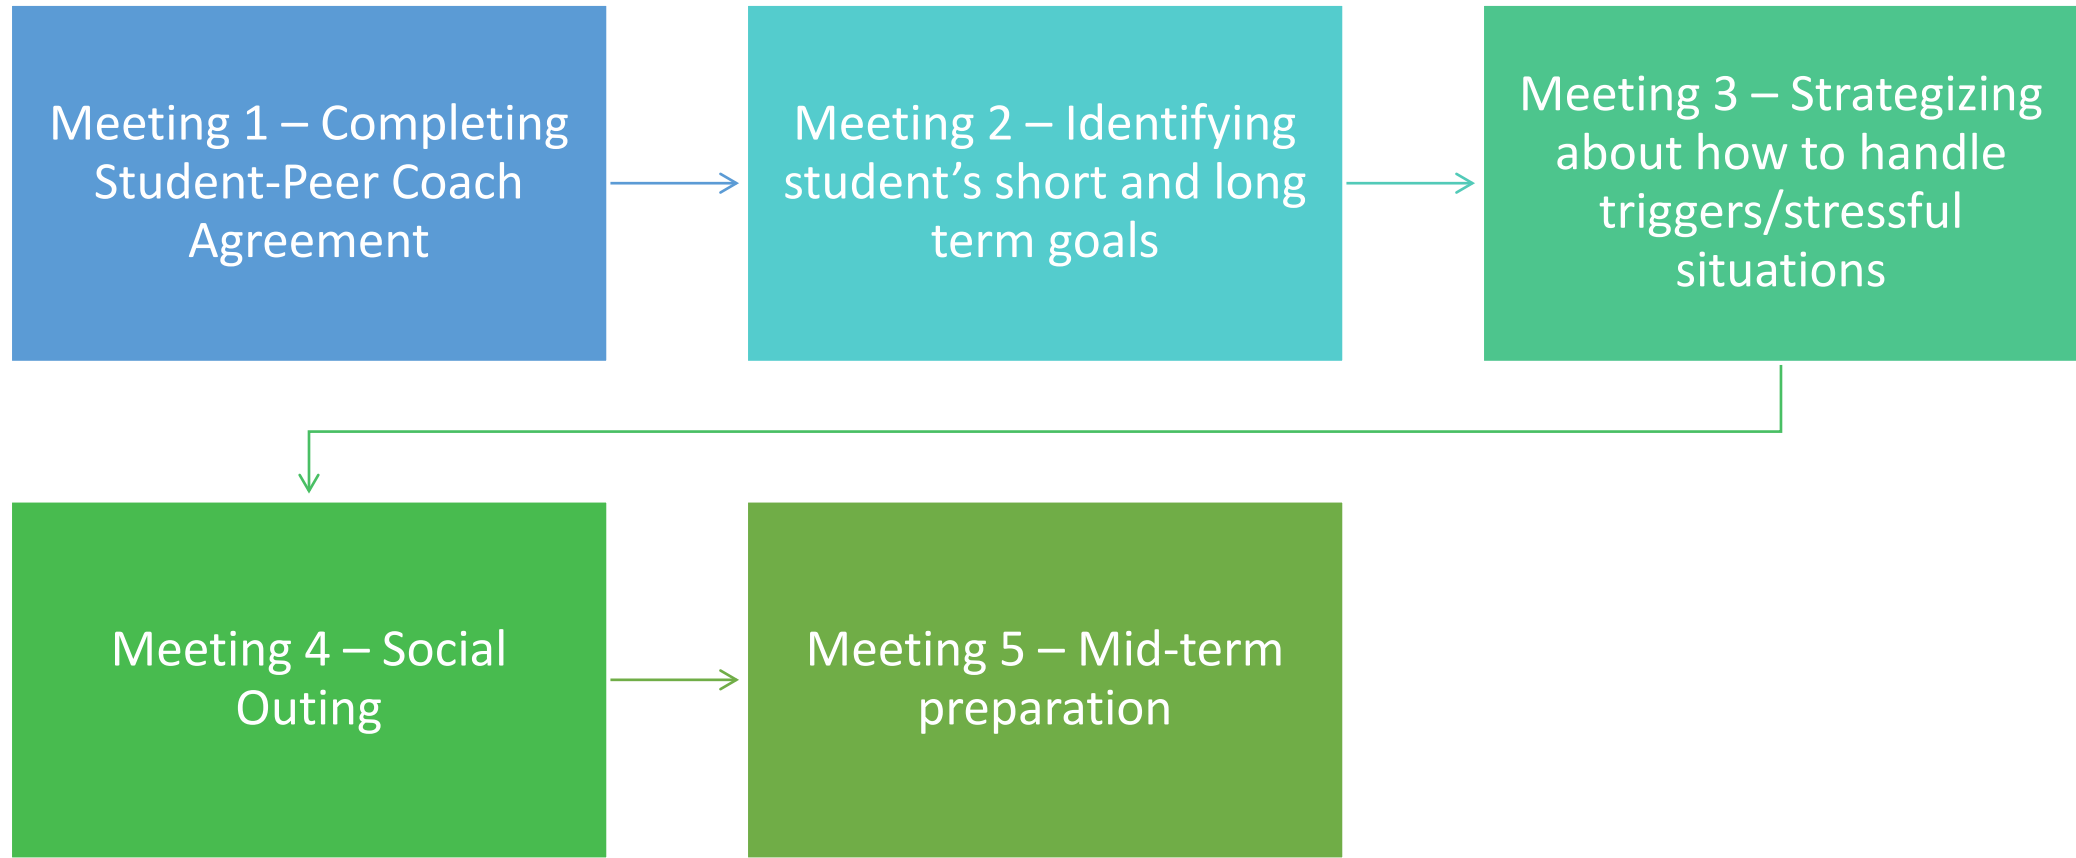 Meeting 1 – Completing
Student-Peer Coach
Agreement
Meeting 2 – Identifying
student’s short and long
term goals
Meeting 3 – Strategizing
about how to handle
triggers/stressful
situations
Meeting 4 – Social
Outing
Meeting 5 – Mid-term
preparation